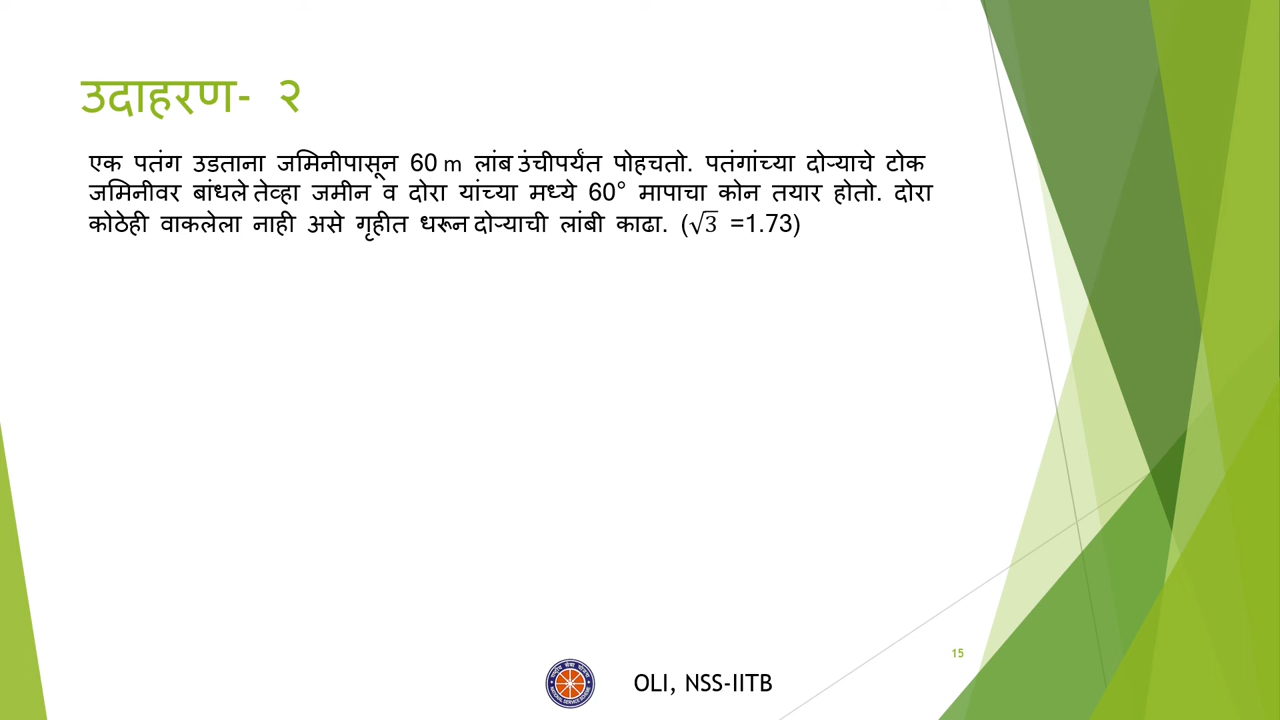 उदाहरण- २
एक पतंग उडताना जमिनीपासून 60 m लांब उंचीपर्यंत पोहचतो. पतंगांच्या दोऱ्याचे टोक
जमिनीवर बांधले तेव्हा जमीन व दोरा यांच्या मध्ये 60° मापाचा कोन तयार होतो. दोरा
कोठेही वाकलेला नाही असे गृहीत धरून दोऱ्याची लांबी काढा. (√3 =1.73)
15
OLI, NSS-IITB